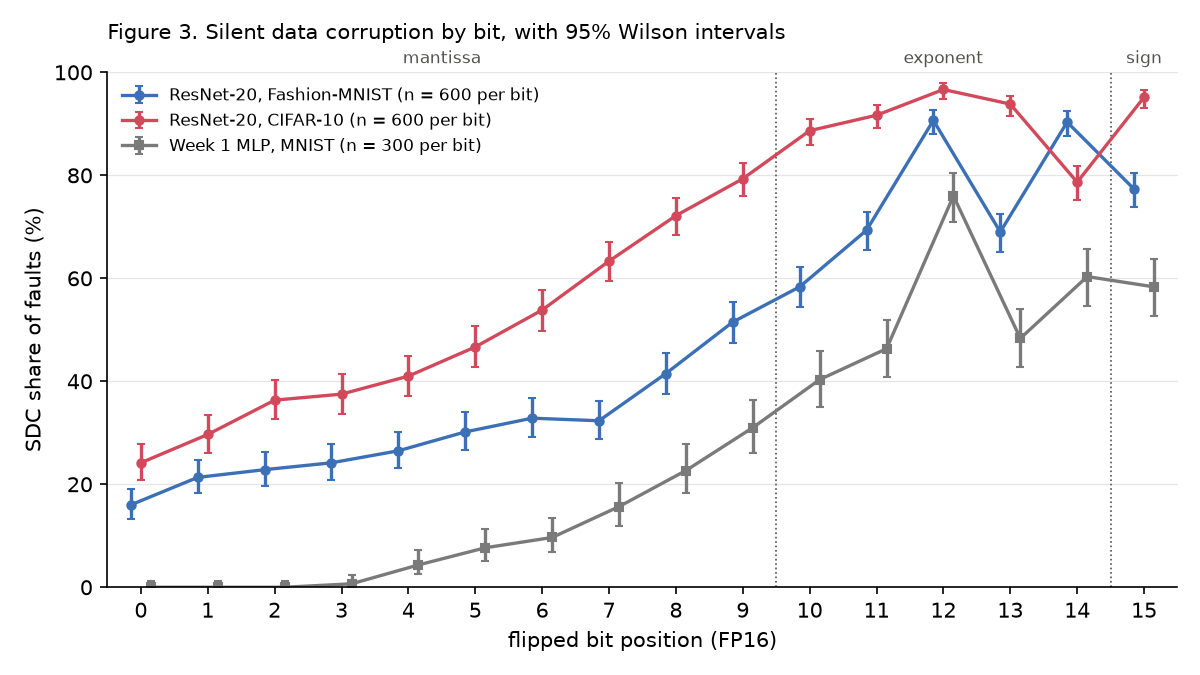 Figure 3. Silent data corruption by bit, with 95% Wilson intervals
mantissa exponent sign
ResNet-20, Fashion-MNIST (n = 600 per bit)
ResNet-20, CIFAR-10 (n = 600 per bit)
Week 1 MLP, MNIST (n = 300 per bit)
SDC share of faults (%)
100
80
60
40
20
0
0 1 2 3 4 5 6 7 8 9 10 11 12 13 14 15
flipped bit position (FP16)